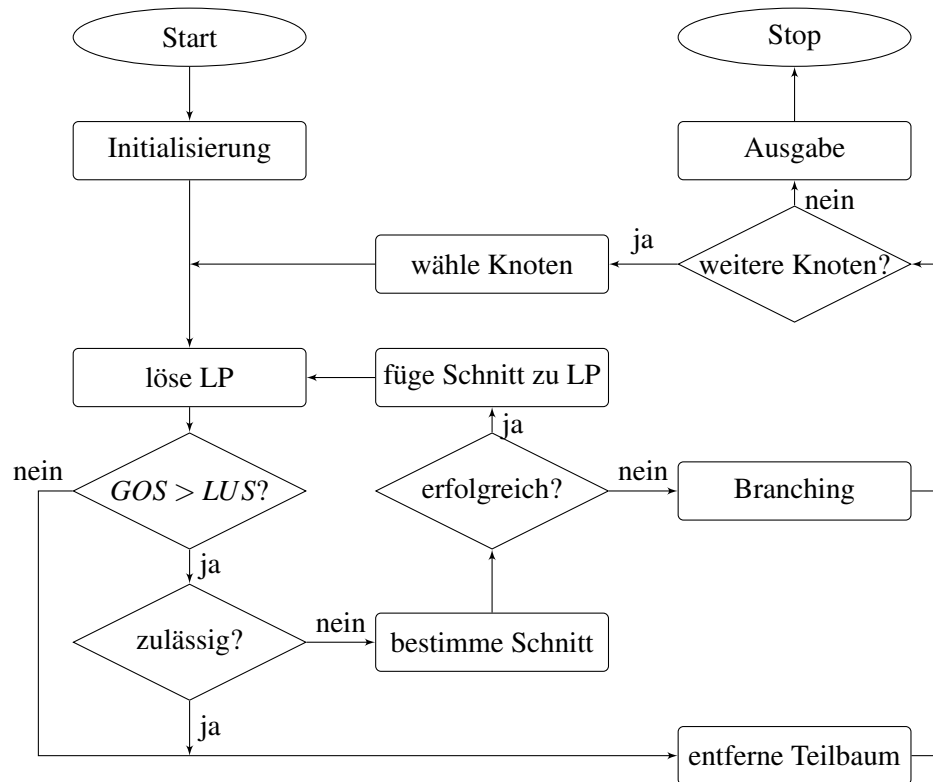 Start
Stop
Initialisierung
Ausgabe
nein
ja
wähle Knoten
weitere Knoten?
löse LP
füge Schnitt zu LP
ja
nein
GOS > LUS?
erfolgreich?
nein
Branching
ja
zulässig?
nein
bestimme Schnitt
ja
entferne Teilbaum